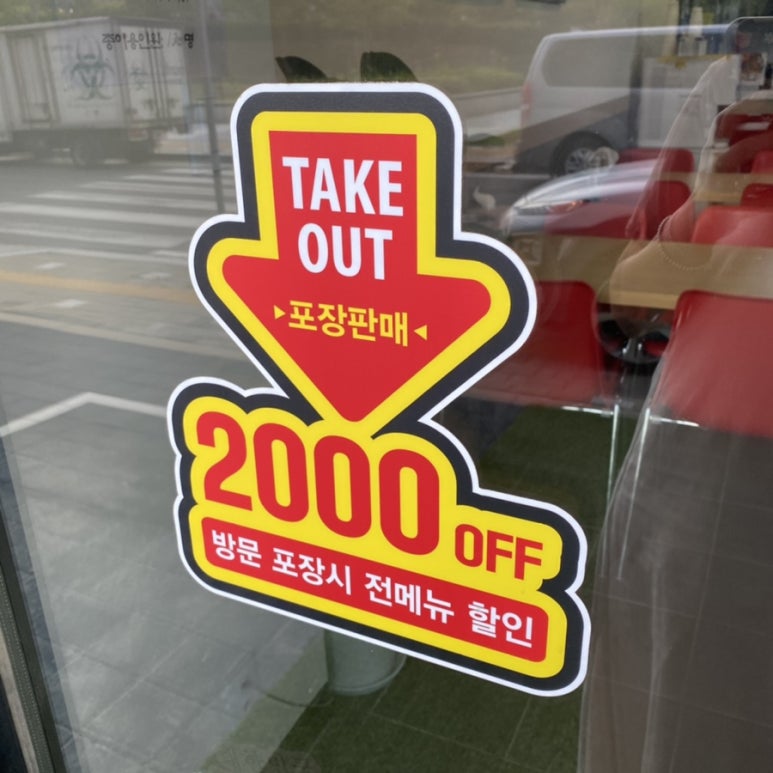 TAKE
OUT
▸포장판매◂
2000 OFF
방문 포장시 전메뉴 할인